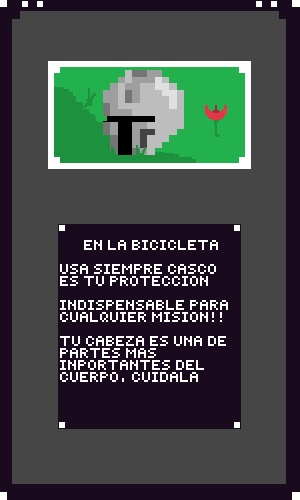 EN LA BICICLETA
USA SIEMPRE CASCO
ES TU PROTECCION
INDISPENSABLE PARA
CUALQUIER MISION!!
TU CABEZA ES UNA DE
PARTES MAS
INPORTANTES DEL
CUERPO, CUIDALA